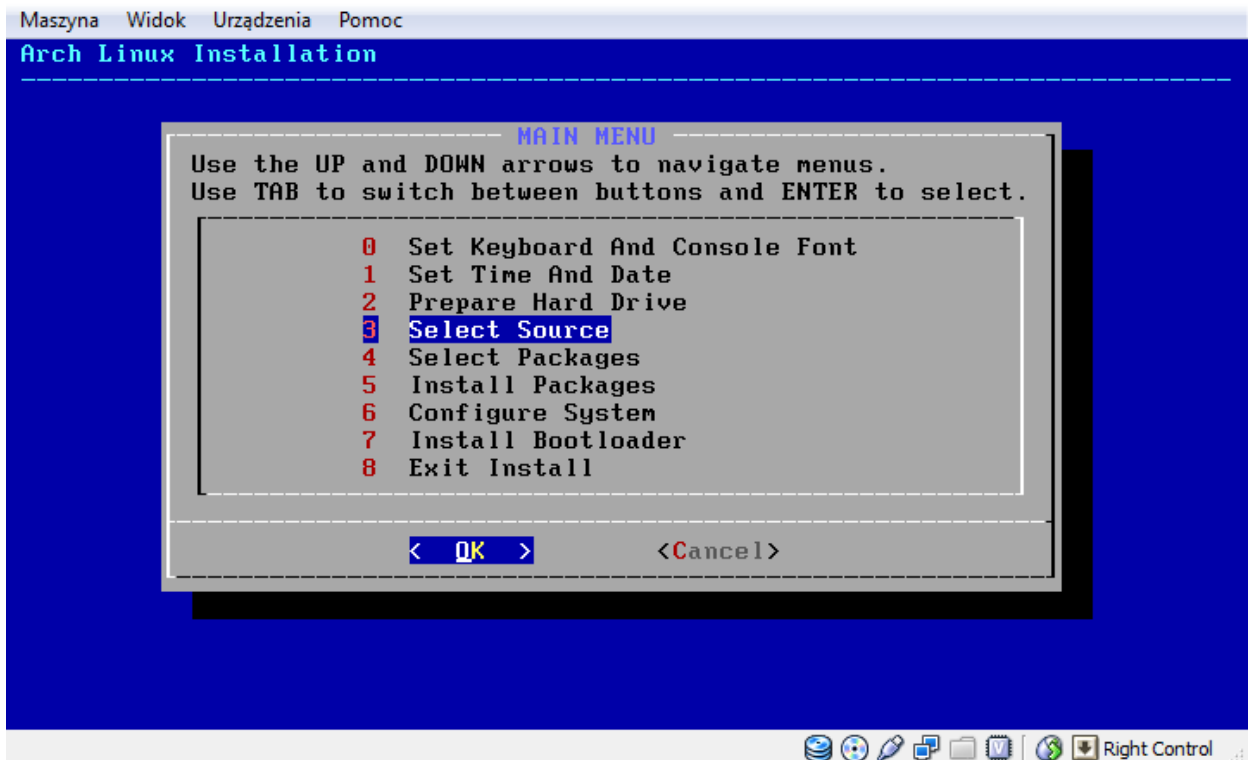 Maszyna Widok Urządzenia Pomoc
Arch Linux Installation
MAIN MENU
Use the UP and DOWN arrows to navigate menus.
Use TAB to switch between buttons and ENTER to select.
0 Set Keyboard And Console Font
1 Set Time And Date
2 Prepare Hard Drive
3 Select Source
4 Select Packages
5 Install Packages
6 Configure System
7 Install Bootloader
8 Exit Install
< OK > <Cancel>
Right Control